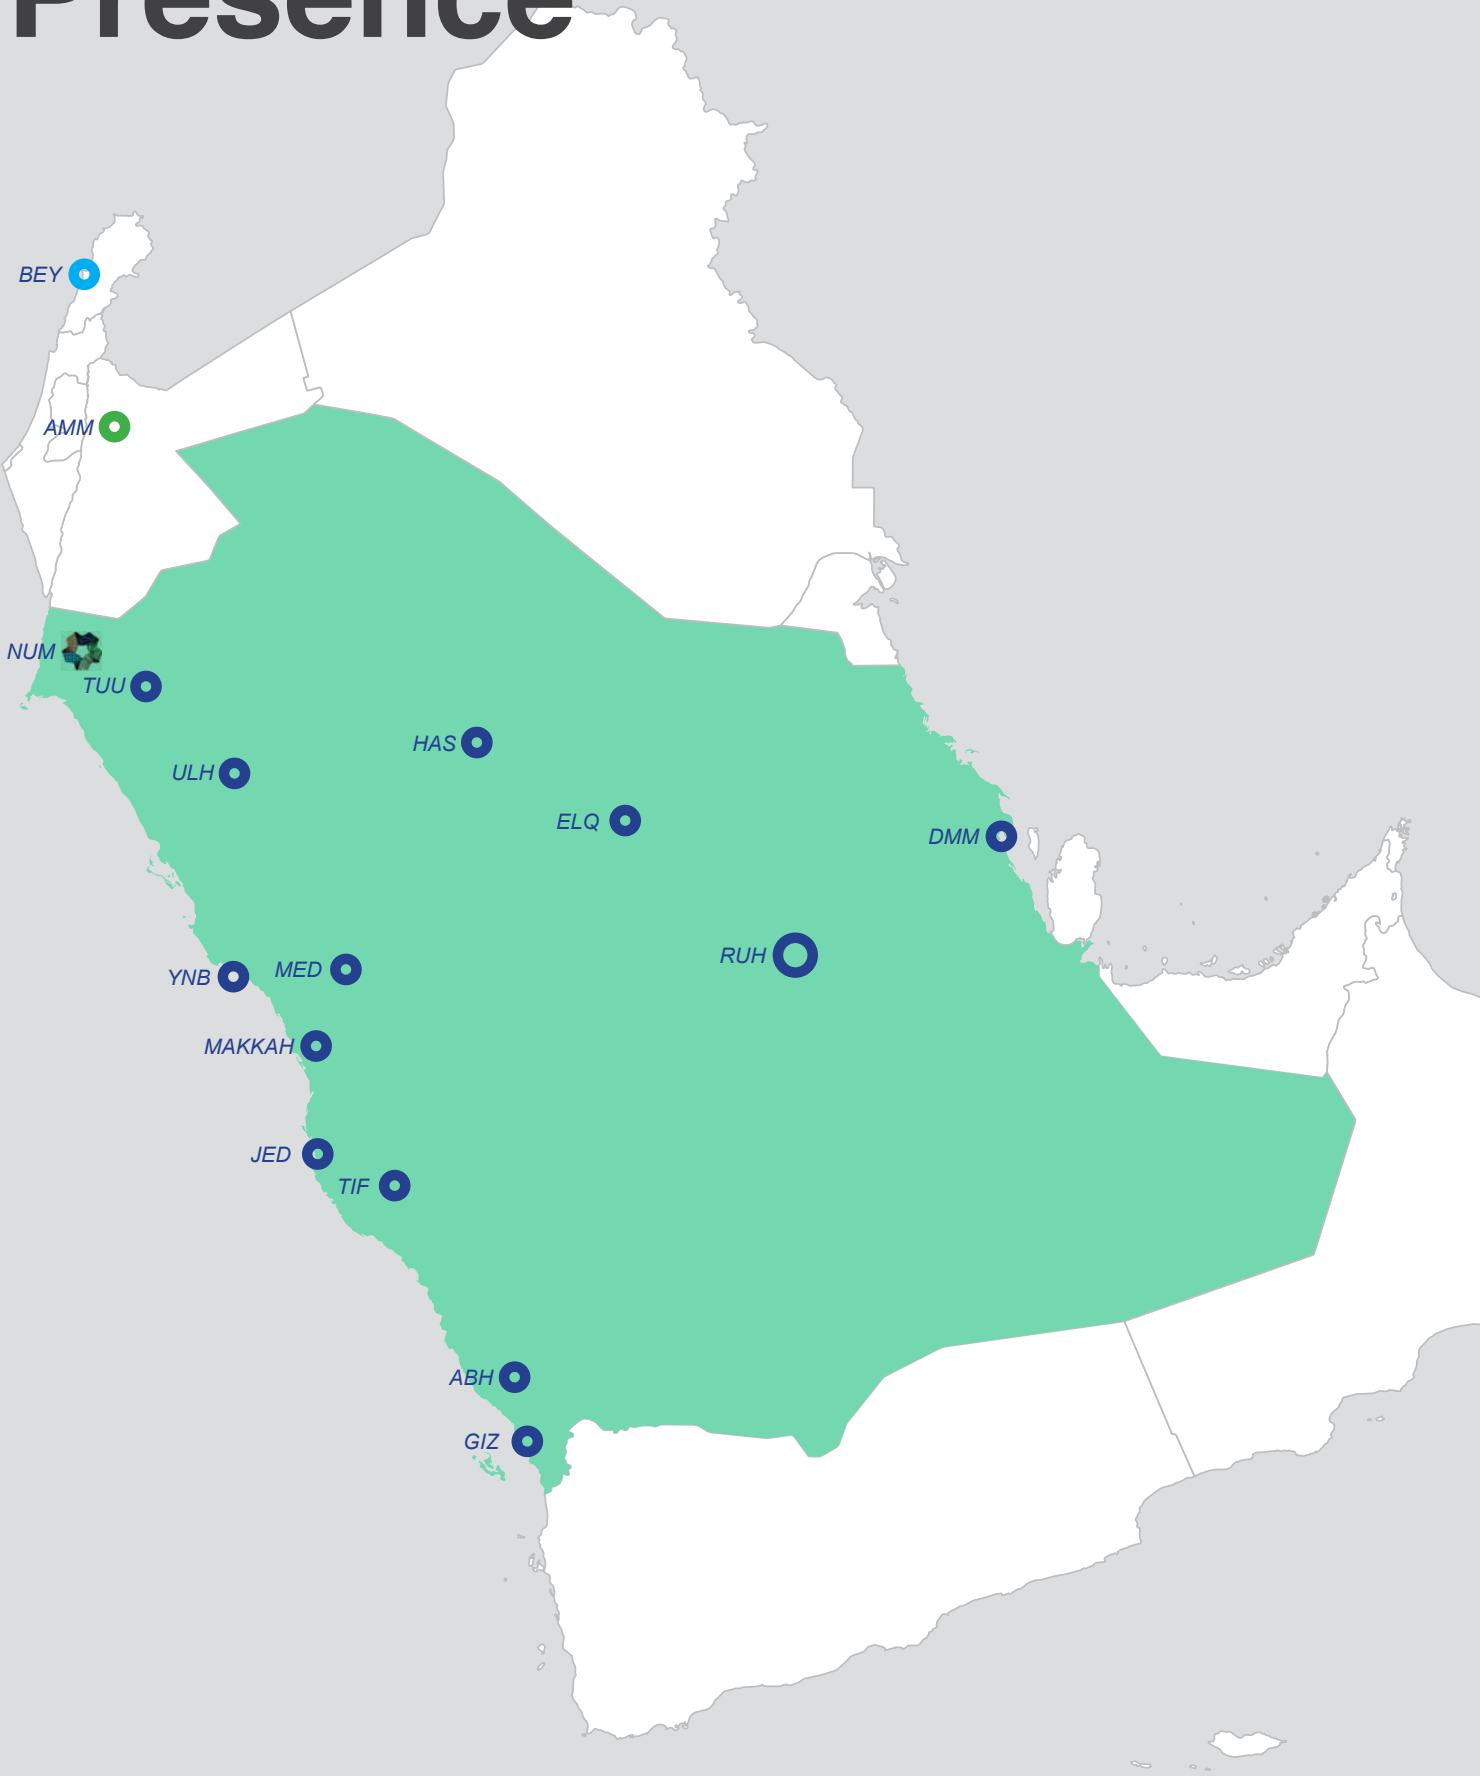 Presence
BEY
AMM
NUM
TUU
HAS
ULH
ELQ
DMM
RUH
MED
YNB
MAKKAH
JED
TIF
ABH
GIZ